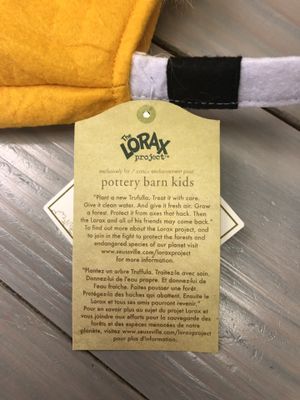 The
LORAX
project™
exclusively for / exclusivement pour
pottery barn kids
"Plant a new Truffula. Treat it with care.
Give it clean water. And give it fresh air. Grow
a forest. Protect it from axes that hack. Then
the Lorax and all of his friends may come back."
To find out more about the Lorax project, and
to join in the fight to protect the forests and
endangered species of our planet visit
www.seussville.com/loraxproject
for more information.
"Plantez un arbre Truffula. Traitez-le avec soin.
Donnez-lui de l'eau propre. Et donnez-lui de
l'eau fraîche. Faites pousser une forêt.
Protégez-la des haches qui abattent. Ensuite le
Lorax et tous ses amis pourront revenir."
Pour en savoir plus au sujet du projet Lorax et
vous joindre aux efforts pour la sauvegarde des
forêts et des espèces menacées de notre
planète, visitez www.seussville.com/loraxproject
pour plus d'information.